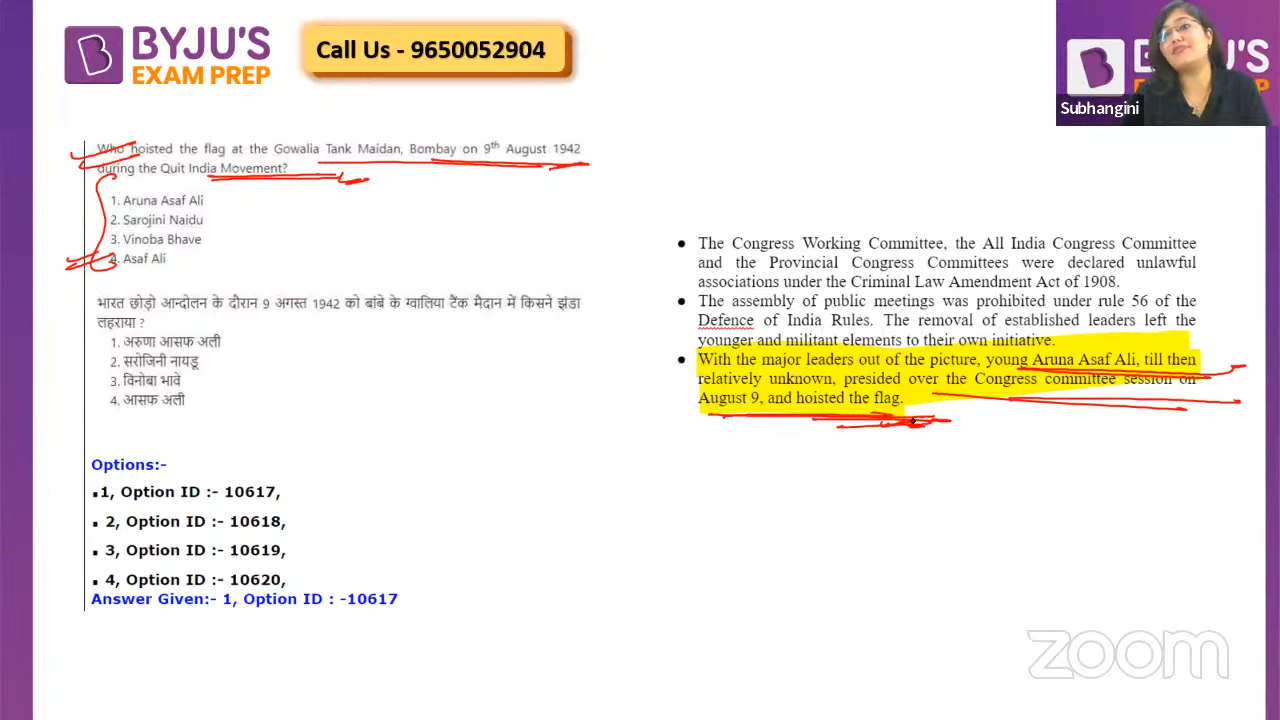 BYJU'S
EXAM PREP
Call Us - 9650052904
Subhangini
Who hoisted the flag at the Gowalia Tank Maidan, Bombay on 9th August 1942
during the Quit India Movement?
1. Aruna Asaf Ali
2. Sarojini Naidu
3. Vinoba Bhave
4. Asaf Ali
भारत छोड़ो आन्दोलन के दौरान 9 अगस्त 1942 को बांबे के ग्वालिया टैंक मैदान में किसने झंडा
लहराया ?
1. अरुणा आसफ अली
2. सरोजिनी नायडू
3. विनोबा भावे
4. आसफ अली
Options:-
1, Option ID :- 10617,
2, Option ID :- 10618,
3, Option ID :- 10619,
4, Option ID :- 10620,
Answer Given:- 1, Option ID : -10617
• The Congress Working Committee, the All India Congress Committee
and the Provincial Congress Committees were declared unlawful
associations under the Criminal Law Amendment Act of 1908.
• The assembly of public meetings was prohibited under rule 56 of the
Defence of India Rules. The removal of established leaders left the
younger and militant elements to their own initiative.
• With the major leaders out of the picture, young Aruna Asaf Ali, till then
relatively unknown, presided over the Congress committee session on
August 9, and hoisted the flag.
zoom